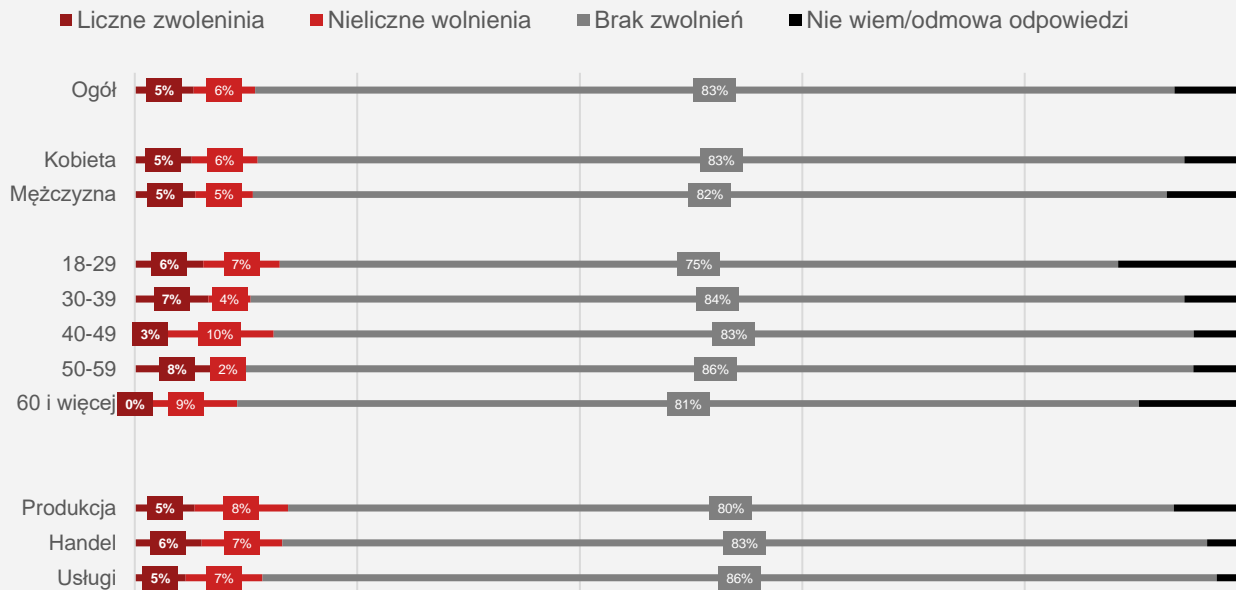 Liczne zwoleninia Nieliczne wolnienia Brak zwolnień Nie wiem/odmowa odpowiedzi
Ogół 5% 6% 83%
Kobieta 5% 6% 83%
Mężczyzna 5% 5% 82%
18-29 6% 7% 75%
30-39 7% 4% 84%
40-49 3% 10% 83%
50-59 8% 2% 86%
60 i więcej 0% 9% 81%
Produkcja 5% 8% 80%
Handel 6% 7% 83%
Usługi 5% 7% 86%